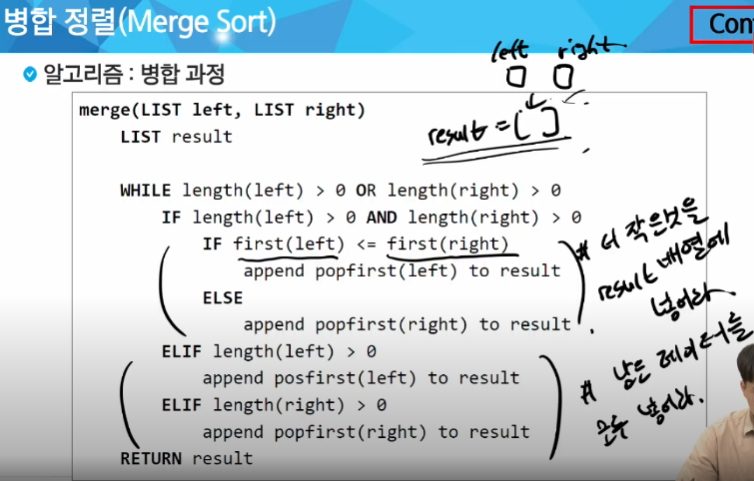 병합 정렬(Merge Sort)
Con
알고리즘 : 병합 과정
left right
result = [ ]
merge(LIST left, LIST right)
LIST result
WHILE length(left) > 0 OR length(right) > 0
IF length(left) > 0 AND length(right) > 0
IF first(left) <= first(right)
append popfirst(left) to result
ELSE
append popfirst(right) to result
ELIF length(left) > 0
append posfirst(left) to result
ELIF length(right) > 0
append popfirst(right) to result
RETURN result
# 더 작은것을
result 배열에
넣어라
# 남은 데이터를
모두 넣어라.